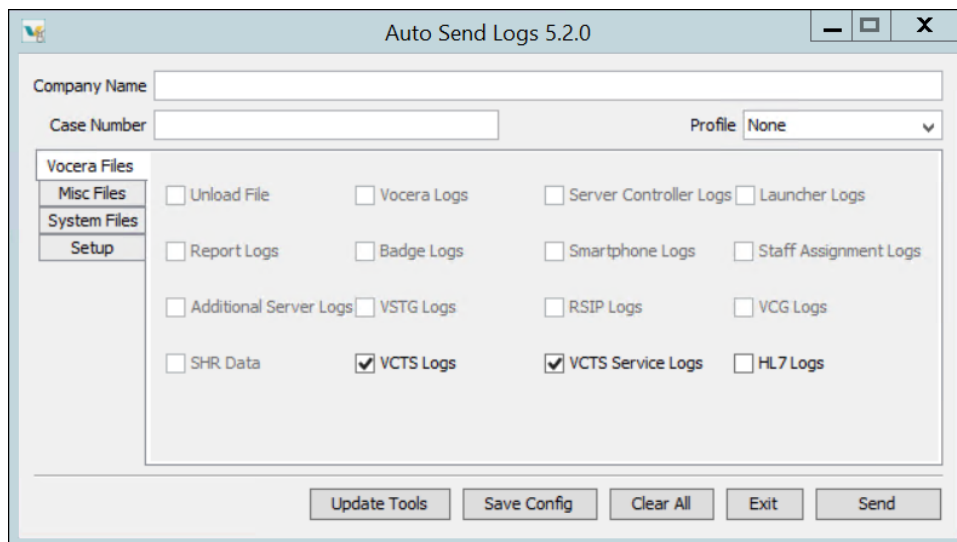 Auto Send Logs 5.2.0
Company Name
Case Number
Profile None
Vocera Files
Misc Files
System Files
Setup
Unload File Vocera Logs Server Controller Logs Launcher Logs
Report Logs Badge Logs Smartphone Logs Staff Assignment Logs
Additional Server Logs VSTG Logs RSIP Logs VCG Logs
SHR Data VCTS Logs VCTS Service Logs HL7 Logs
Update Tools Save Config Clear All Exit Send